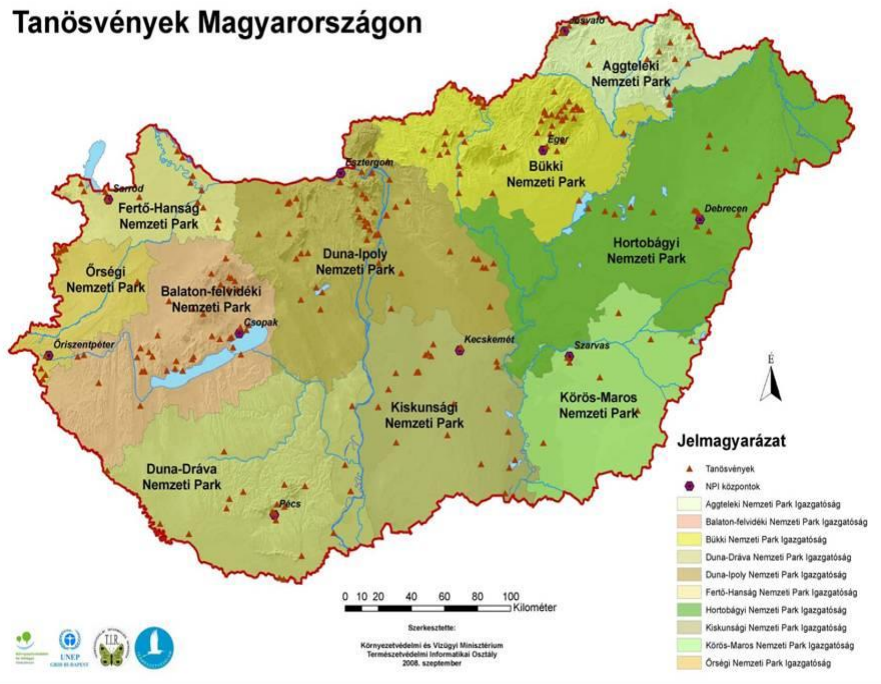 Tanösvények Magyarországon
Jósvafő
Aggteleki
Nemzeti Park
Eger
Bükki
Nemzeti Park
Esztergom
Sarród
Fertő-Hanság
Nemzeti Park
Debrecen
Duna-Ipoly
Nemzeti Park
Hortobágyi
Nemzeti Park
Őrségi
Nemzeti Park
Balaton-felvidéki
Nemzeti Park
Csopak
Őriszentpéter
Kecskemét
Szarvas
É
Kiskunsági
Nemzeti Park
Körös-Maros
Nemzeti Park
Duna-Dráva
Nemzeti Park
Pécs
Jelmagyarázat
Tanösvények
NPI központok
Aggteleki Nemzeti Park Igazgatóság
Balaton-felvidéki Nemzeti Park Igazgatóság
Bükki Nemzeti Park Igazgatóság
Duna-Dráva Nemzeti Park Igazgatóság
Duna-Ipoly Nemzeti Park Igazgatóság
Fertő-Hanság Nemzeti Park Igazgatóság
Hortobágyi Nemzeti Park Igazgatóság
Kiskunsági Nemzeti Park Igazgatóság
Körös-Maros Nemzeti Park Igazgatóság
Őrségi Nemzeti Park Igazgatóság
0 10 20 40 60 80 100
Kilométer
Szerkesztette:
Környezetvédelmi és Vízügyi Minisztérium
Természetvédelmi Informatikai Osztály
2008. szeptember
T.I.R.
UNEP
GRID BUDAPEST